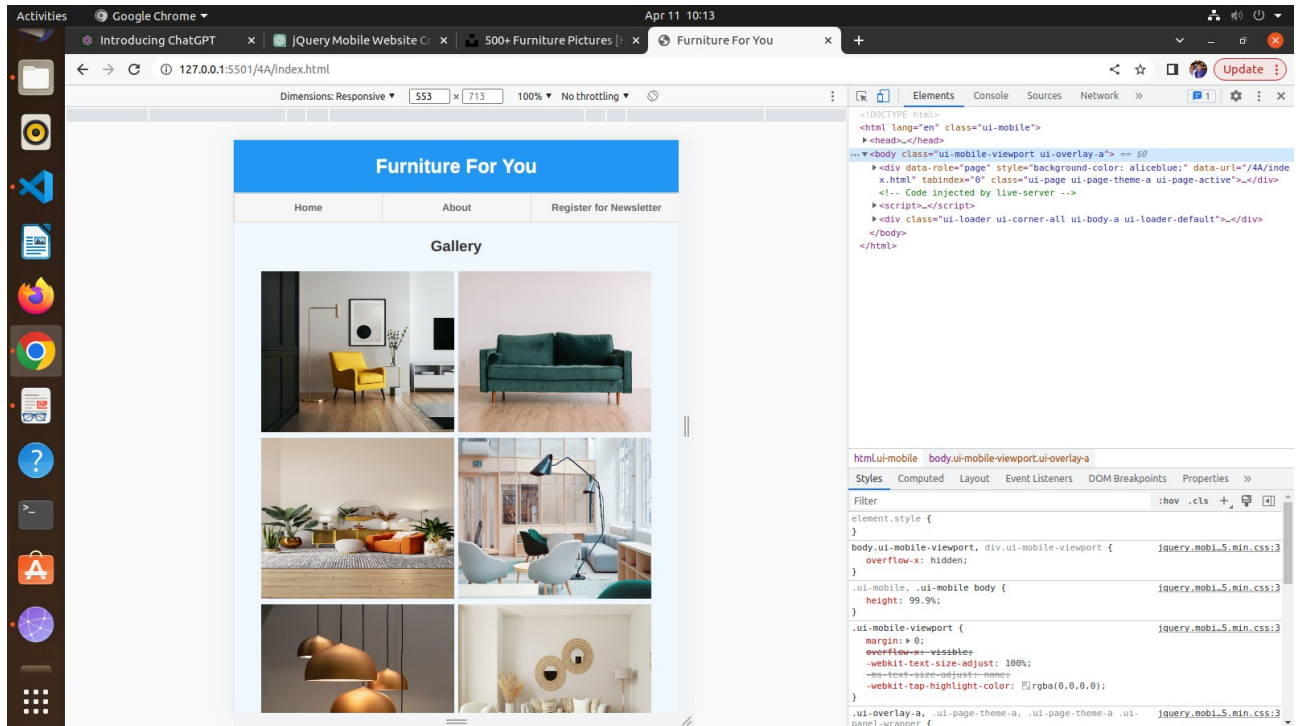 Activities Google Chrome ▾ Apr 11 10:13
Introducing ChatGPT × jQuery Mobile Website Cr × 500+ Furniture Pictures [H × Furniture For You × +
127.0.0.1:5501/4A/index.html Update
Dimensions: Responsive ▼ 553 × 713 100% ▼ No throttling ▼
Elements Console Sources Network » 1
Furniture For You
Home About Register for Newsletter
Gallery
<!DOCTYPE html>
<html lang="en" class="ui-mobile">
▶<head>…</head>
…▼<body class="ui-mobile-viewport ui-overlay-a"> == $0
▶<div data-role="page" style="background-color: aliceblue;" data-url="/4A/inde
x.html" tabindex="0" class="ui-page ui-page-theme-a ui-page-active">…</div>
<!-- Code injected by live-server -->
▶<script>…</script>
▶<div class="ui-loader ui-corner-all ui-body-a ui-loader-default">…</div>
</body>
</html>
html.ui-mobile body.ui-mobile-viewport.ui-overlay-a
Styles Computed Layout Event Listeners DOM Breakpoints Properties »
Filter :hov .cls +
element.style {
}
body.ui-mobile-viewport, div.ui-mobile-viewport { jquery.mobi…5.min.css:3
overflow-x: hidden;
}
.ui-mobile, .ui-mobile body { jquery.mobi…5.min.css:3
height: 99.9%;
}
.ui-mobile-viewport { jquery.mobi…5.min.css:3
margin: ▶ 0;
overflow-x: visible;
-webkit-text-size-adjust: 100%;
-ms-text-size-adjust: none;
-webkit-tap-highlight-color: rgba(0,0,0,0);
}
.ui-overlay-a, .ui-page-theme-a, .ui-page-theme-a .ui- jquery.mobi…5.min.css:3
panel-wrapper {